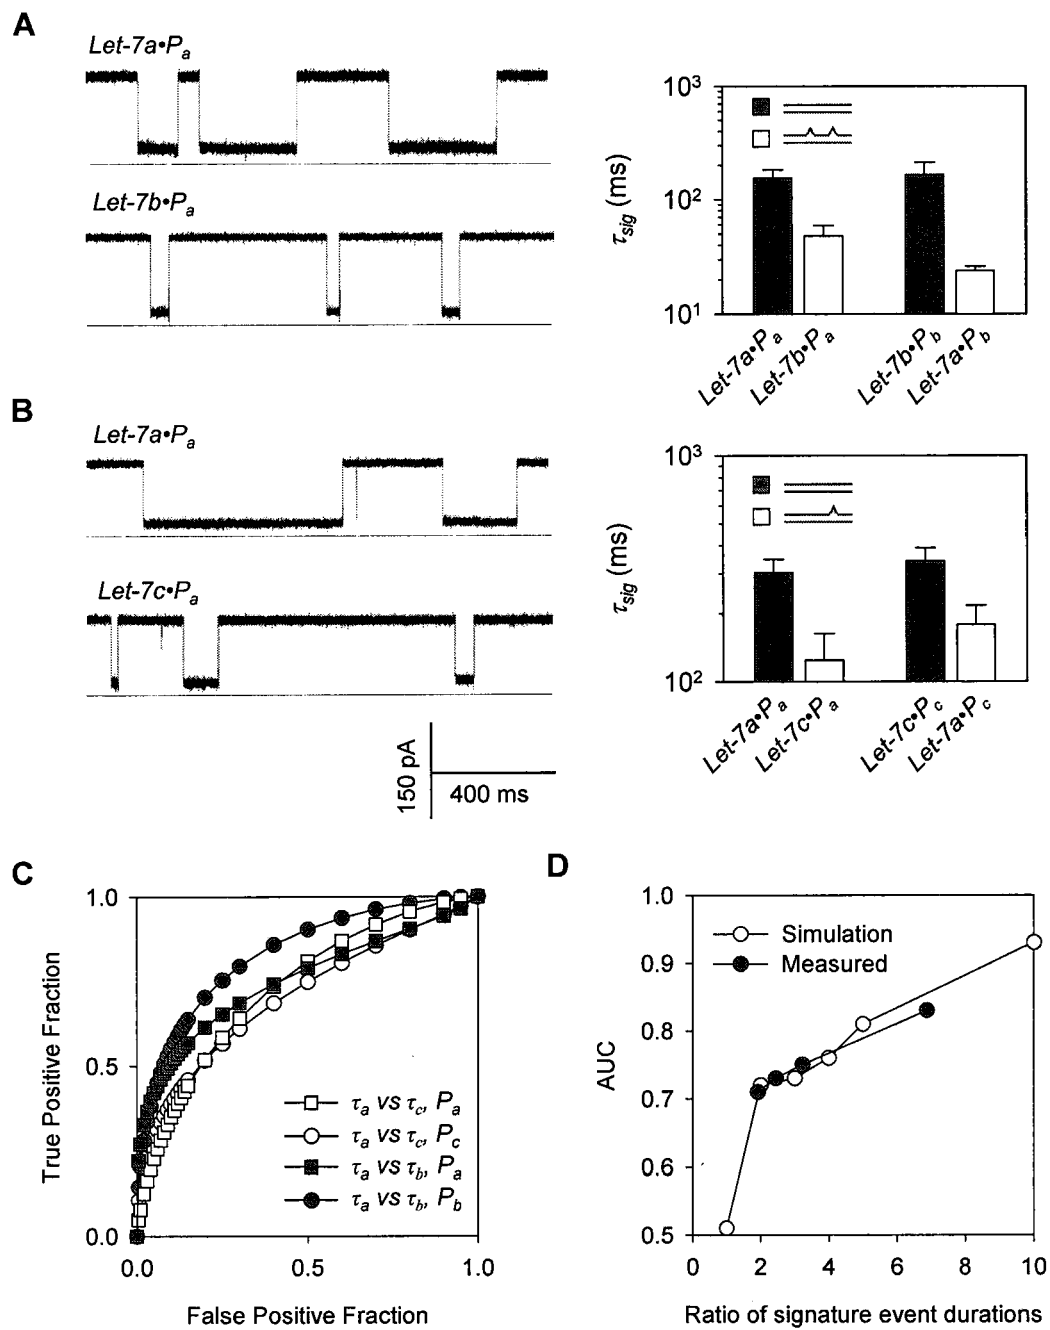 A
Let-7a•Pa
Let-7b•Pa
10³
10²
10¹
τsig (ms)
Let-7a•Pa
Let-7b•Pa
Let-7b•Pb
Let-7a•Pb
B
Let-7a•Pa
Let-7c•Pa
150 pA
400 ms
10³
10²
τsig (ms)
Let-7a•Pa
Let-7c•Pa
Let-7c•Pc
Let-7a•Pc
C
True Positive Fraction
1.0
0.5
0.0
τa vs τc, Pa
τa vs τc, Pc
τa vs τb, Pa
τa vs τb, Pb
0.0 0.5 1.0
False Positive Fraction
D
AUC
1.0
0.9
0.8
0.7
0.6
0.5
Simulation
Measured
0 2 4 6 8 10
Ratio of signature event durations